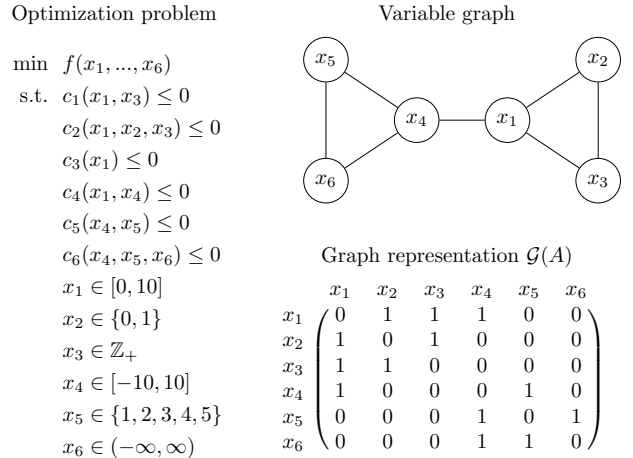 Optimization problem
min f(x₁, ..., x₆)
s.t. c₁(x₁, x₃) ≤ 0
c₂(x₁, x₂, x₃) ≤ 0
c₃(x₁) ≤ 0
c₄(x₁, x₄) ≤ 0
c₅(x₄, x₅) ≤ 0
c₆(x₄, x₅, x₆) ≤ 0
x₁ ∈ [0, 10]
x₂ ∈ {0, 1}
x₃ ∈ ℤ₊
x₄ ∈ [−10, 10]
x₅ ∈ {1, 2, 3, 4, 5}
x₆ ∈ (−∞, ∞)
Variable graph
x₅ x₂
x₄ x₁
x₆ x₃
Graph representation 𝒢(A)
x₁ x₂ x₃ x₄ x₅ x₆
x₁ 0 1 1 1 0 0
x₂ 1 0 1 0 0 0
x₃ 1 1 0 0 0 0
x₄ 1 0 0 0 1 0
x₅ 0 0 0 1 0 1
x₆ 0 0 0 1 1 0